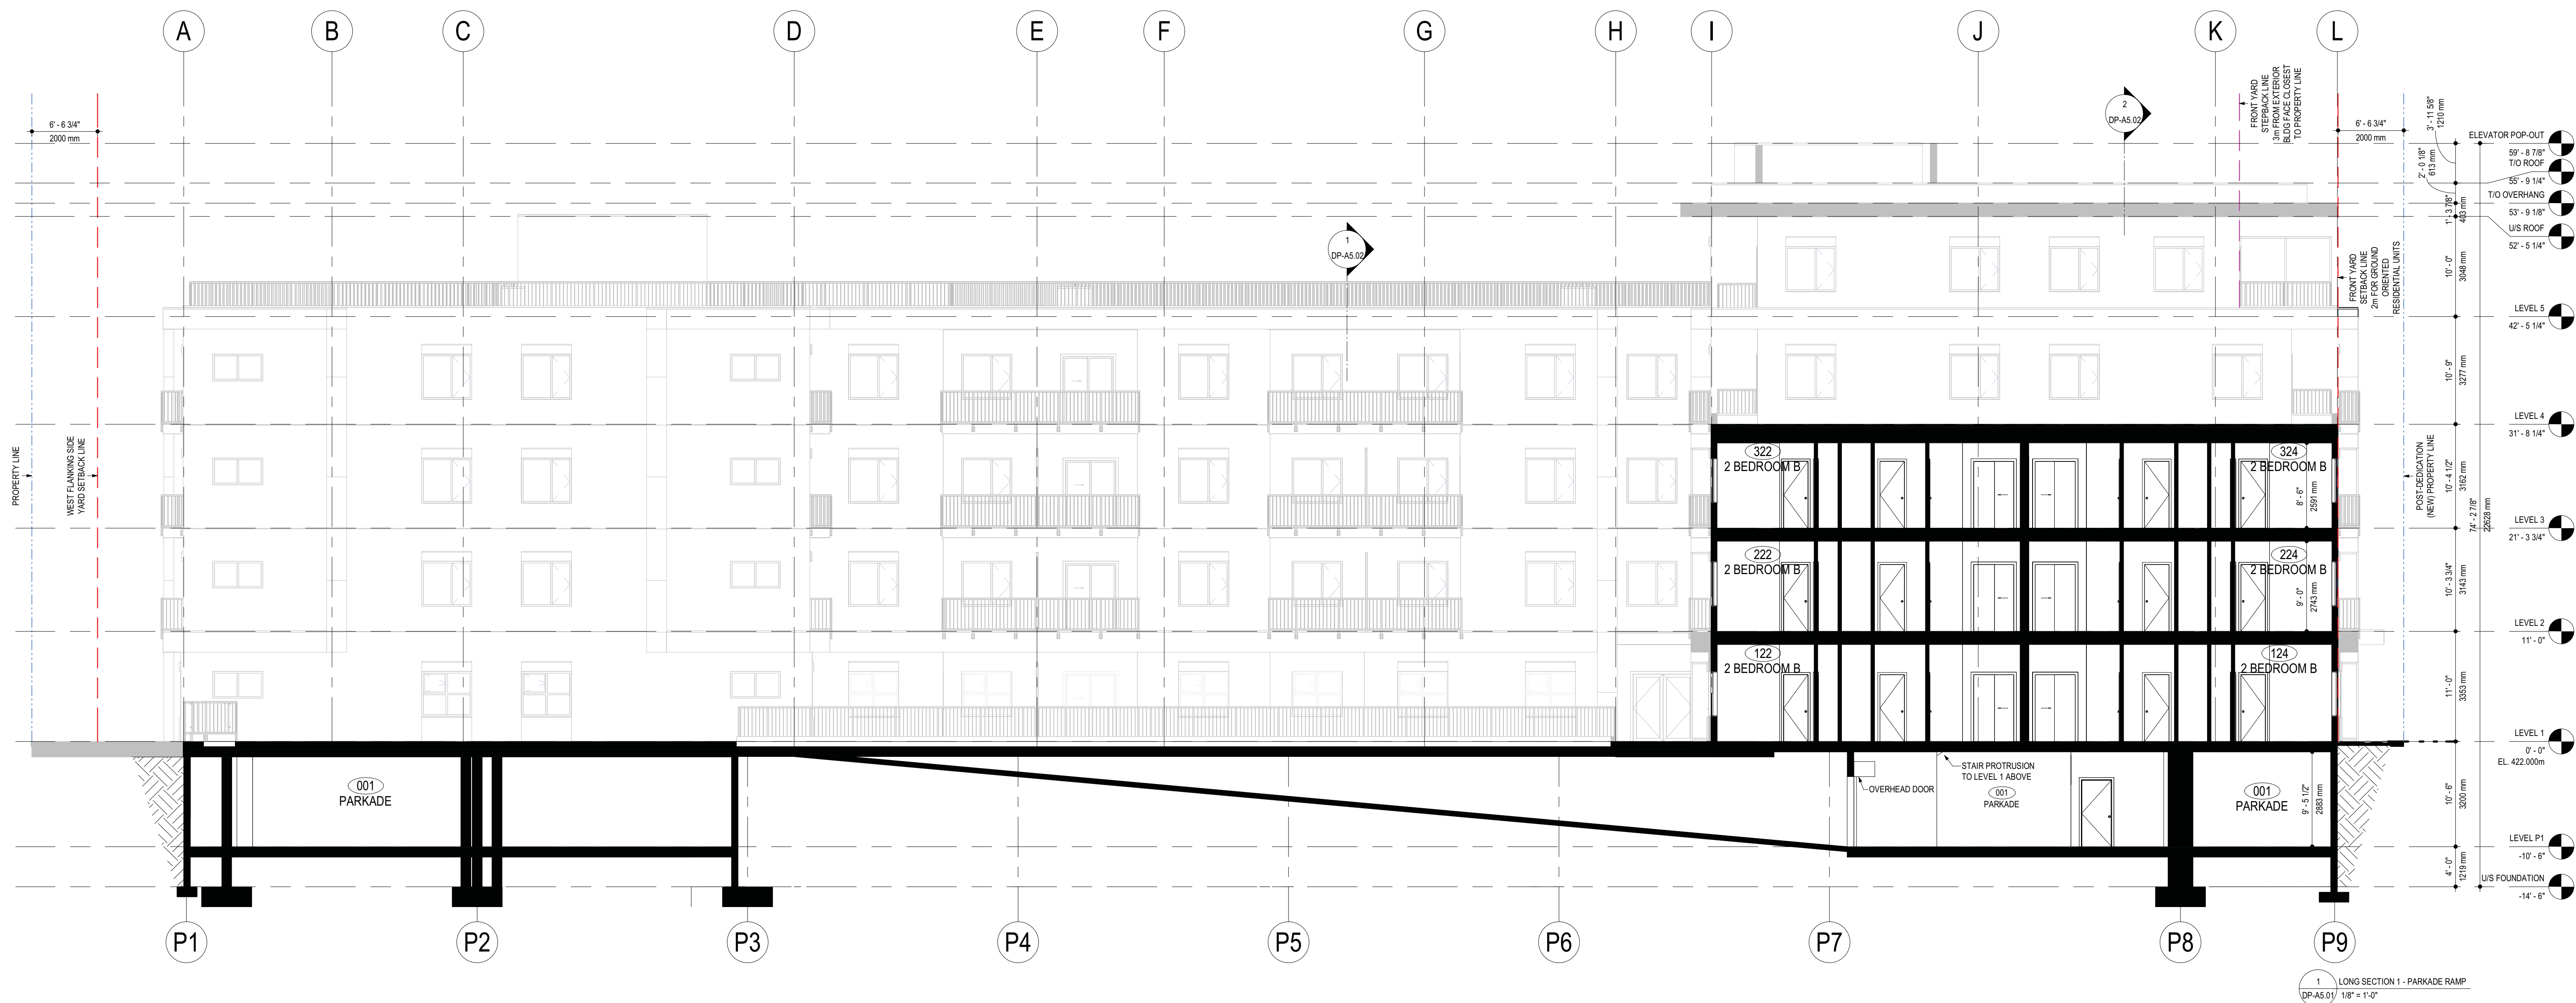 A B C D E F G H I J K L
6' - 6 3/4"
2000 mm
PROPERTY LINE
WEST FLANKING SIDE
YARD SETBACK LINE
1
DP-A5.02
2
DP-A5.02
FRONT YARD
STEPBACK LINE
3m FROM EXTERIOR
BLDG FACE CLOSEST
TO PROPERTY LINE
6' - 6 3/4"
2000 mm
FRONT YARD
SETBACK LINE
2m FOR GROUND
ORIENTED
RESIDENTIAL UNITS
POST-DEDICATION
(NEW) PROPERTY LINE
3' - 11 5/8"
1210 mm
2' - 0 1/8"
613 mm
1' - 3 7/8"
403 mm
10' - 0"
3048 mm
10' - 9"
3277 mm
10' - 4 1/2"
3162 mm
10' - 3 3/4"
3143 mm
11' - 0"
3353 mm
10' - 6"
3200 mm
4' - 0"
1219 mm
74' - 2 7/8"
22628 mm
ELEVATOR POP-OUT
59' - 8 7/8"
T/O ROOF
55' - 9 1/4"
T/O OVERHANG
53' - 9 1/8"
U/S ROOF
52' - 5 1/4"
LEVEL 5
42' - 5 1/4"
LEVEL 4
31' - 8 1/4"
LEVEL 3
21' - 3 3/4"
LEVEL 2
11' - 0"
LEVEL 1
0' - 0"
EL. 422.000m
LEVEL P1
-10' - 6"
U/S FOUNDATION
-14' - 6"
322
2 BEDROOM B
324
2 BEDROOM B
8' - 6"
2591 mm
222
2 BEDROOM B
224
2 BEDROOM B
9' - 0"
2743 mm
122
2 BEDROOM B
124
2 BEDROOM B
001
PARKADE
OVERHEAD DOOR
STAIR PROTRUSION
TO LEVEL 1 ABOVE
001
PARKADE
001
PARKADE
9' - 5 1/2"
2883 mm
P1 P2 P3 P4 P5 P6 P7 P8 P9
1
DP-A5.01
LONG SECTION 1 - PARKADE RAMP
1/8" = 1'-0"